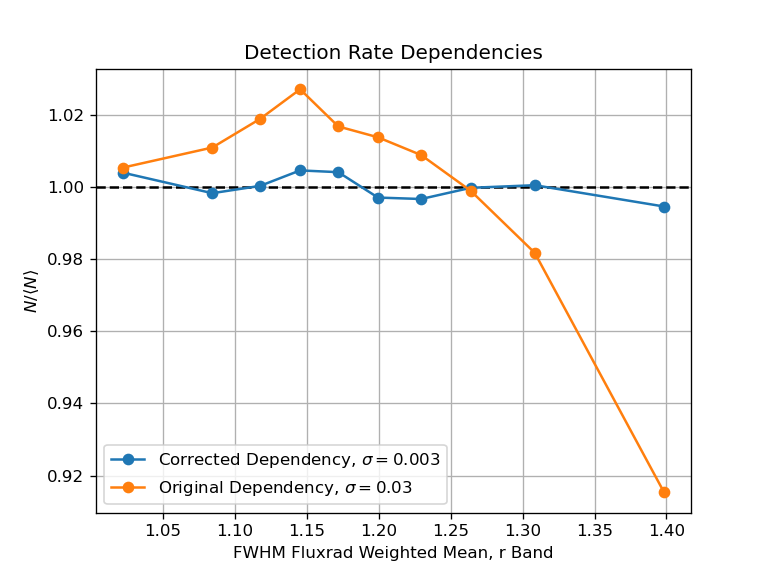 Detection Rate Dependencies
N/⟨N⟩
1.02
1.00
0.98
0.96
0.94
0.92
Corrected Dependency, σ = 0.003
Original Dependency, σ = 0.03
1.05 1.10 1.15 1.20 1.25 1.30 1.35 1.40
FWHM Fluxrad Weighted Mean, r Band